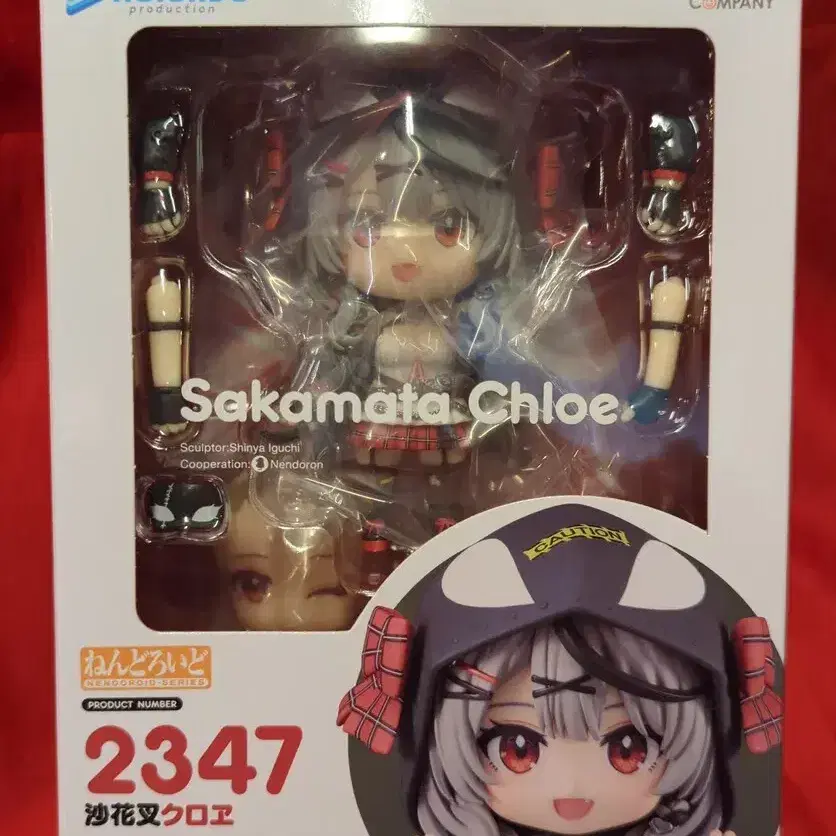 production
COMPANY
Sakamata Chloe
Sculptor:Shinya Iguchi
Cooperation: Nendoron
CAUTION
ねんどろいど
NENDOROID-SERIES
PRODUCT NUMBER
2347
沙花叉クロヱ